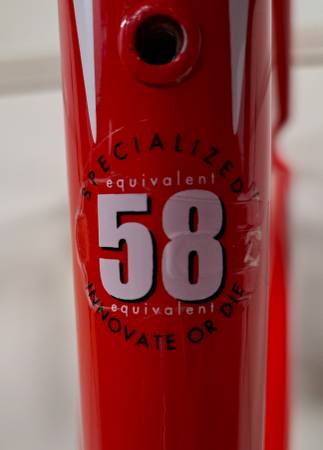 SPECIALIZED
equivalent
58
equivalent
INNOVATE OR DIE